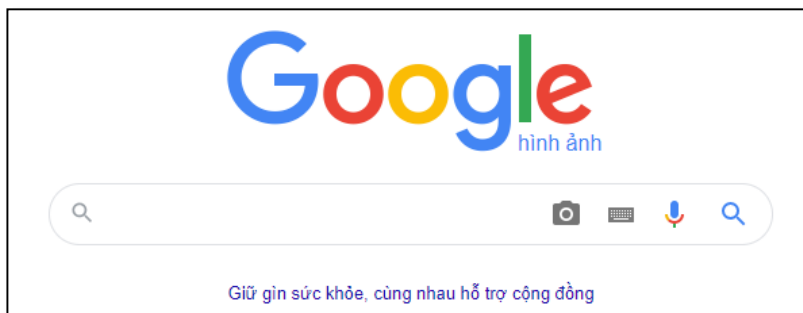 Google
hình ảnh
Giữ gìn sức khỏe, cùng nhau hỗ trợ cộng đồng